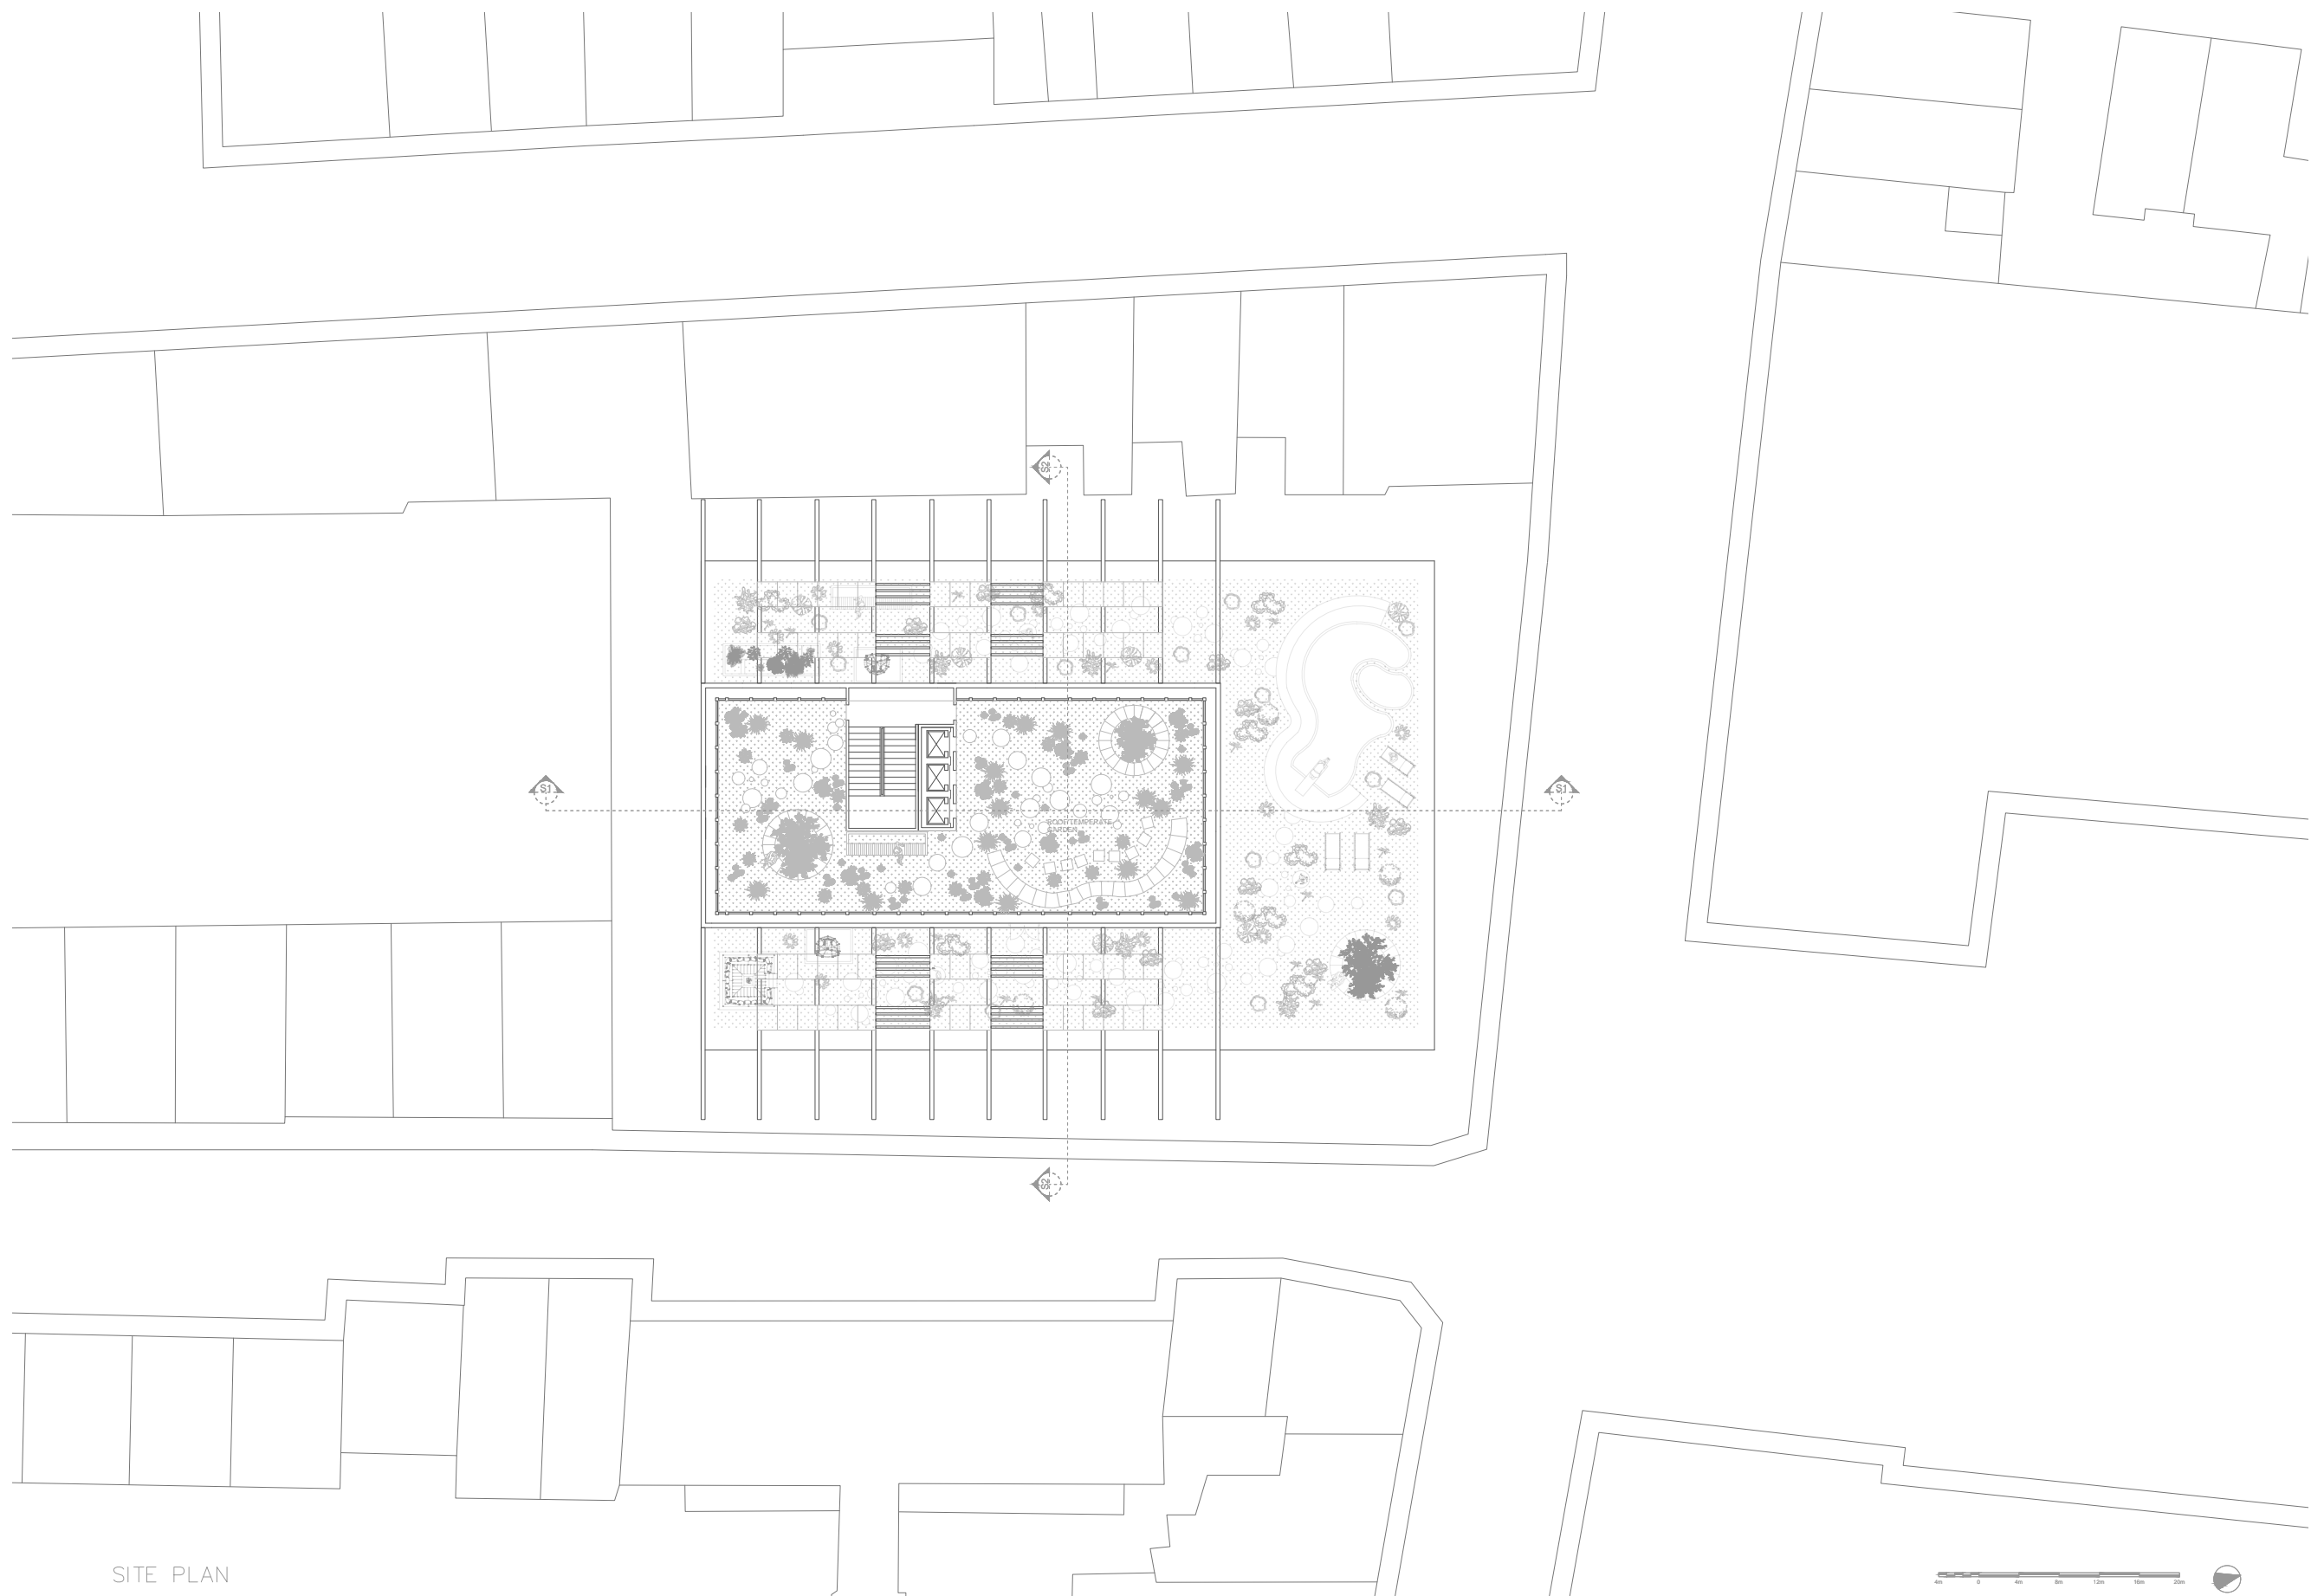 S2
S1
S1
ROOFTEMPERATE
GARDEN
S2
SITE PLAN
4m 0 4m 8m 12m 16m 20m